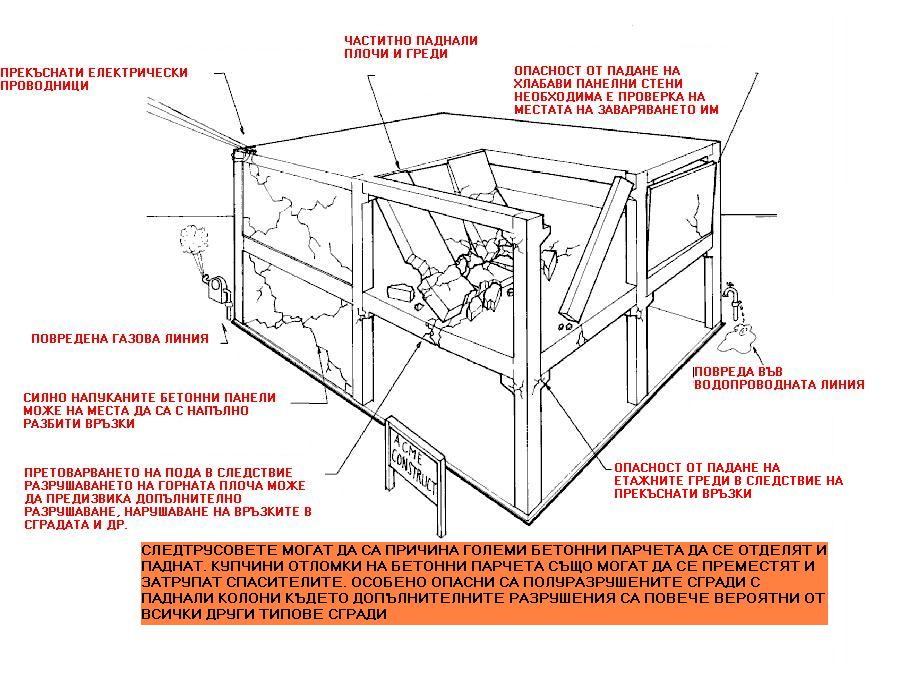 ЧАСТИТНО ПАДНАЛИ
ПЛОЧИ И ГРЕДИ
ПРЕКЪСНАТИ ЕЛЕКТРИЧЕСКИ
ПРОВОДНИЦИ
ОПАСНОСТ ОТ ПАДАНЕ НА
ХЛАБАВИ ПАНЕЛНИ СТЕНИ
НЕОБХОДИМА Е ПРОВЕРКА НА
МЕСТАТА НА ЗАВАРЯВАНЕТО ИМ
ПОВРЕДЕНА ГАЗОВА ЛИНИЯ
ПОВРЕДА ВЪВ
ВОДОПРОВОДНАТА ЛИНИЯ
СИЛНО НАПУКАНИТЕ БЕТОННИ ПАНЕЛИ
МОЖЕ НА МЕСТА ДА СА С НАПЪЛНО
РАЗБИТИ ВРЪЗКИ
ACME
CONSTRUCT
ПРЕТОВАРВАНЕТО НА ПОДА В СЛЕДСТВИЕ
РАЗРУШАВАНЕТО НА ГОРНАТА ПЛОЧА МОЖЕ
ДА ПРЕДИЗВИКА ДОПЪЛНИТЕЛНО
РАЗРУШАВАНЕ, НАРУШАВАНЕ НА ВРЪЗКИТЕ В
СГРАДАТА И ДР.
ОПАСНОСТ ОТ ПАДАНЕ НА
ЕТАЖНИТЕ ГРЕДИ В СЛЕДСТВИЕ НА
ПРЕКЪСНАТИ ВРЪЗКИ
СЛЕДТРУСОВЕТЕ МОГАТ ДА СА ПРИЧИНА ГОЛЕМИ БЕТОННИ ПАРЧЕТА ДА СЕ ОТДЕЛЯТ И
ПАДНАТ. КУПЧИНИ ОТЛОМКИ НА БЕТОННИ ПАРЧЕТА СЪЩО МОГАТ ДА СЕ ПРЕМЕСТЯТ И
ЗАТРУПАТ СПАСИТЕЛИТЕ. ОСОБЕНО ОПАСНИ СА ПОЛУРАЗРУШЕНИТЕ СГРАДИ С
ПАДНАЛИ КОЛОНИ КЪДЕТО ДОПЪЛНИТЕЛНИТЕ РАЗРУШЕНИЯ СА ПОВЕЧЕ ВЕРОЯТНИ ОТ
ВСИЧКИ ДРУГИ ТИПОВЕ СГРАДИ